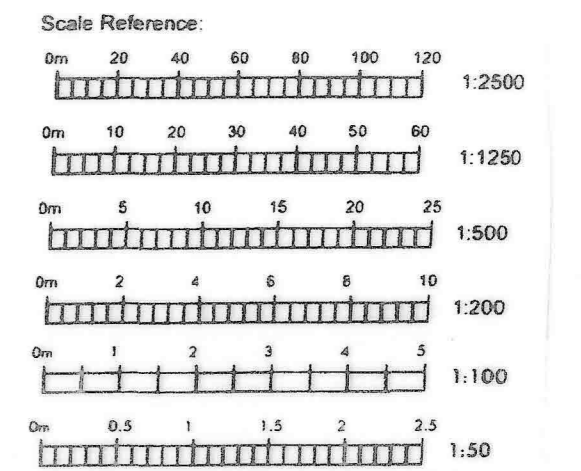 Scale Reference:
0m 20 40 60 80 100 120
1:2500
0m 10 20 30 40 50 60
1:1250
0m 5 10 15 20 25
1:500
0m 2 4 6 8 10
1:200
0m 1 2 3 4 5
1:100
0m 0.5 1 1.5 2 2.5
1:50